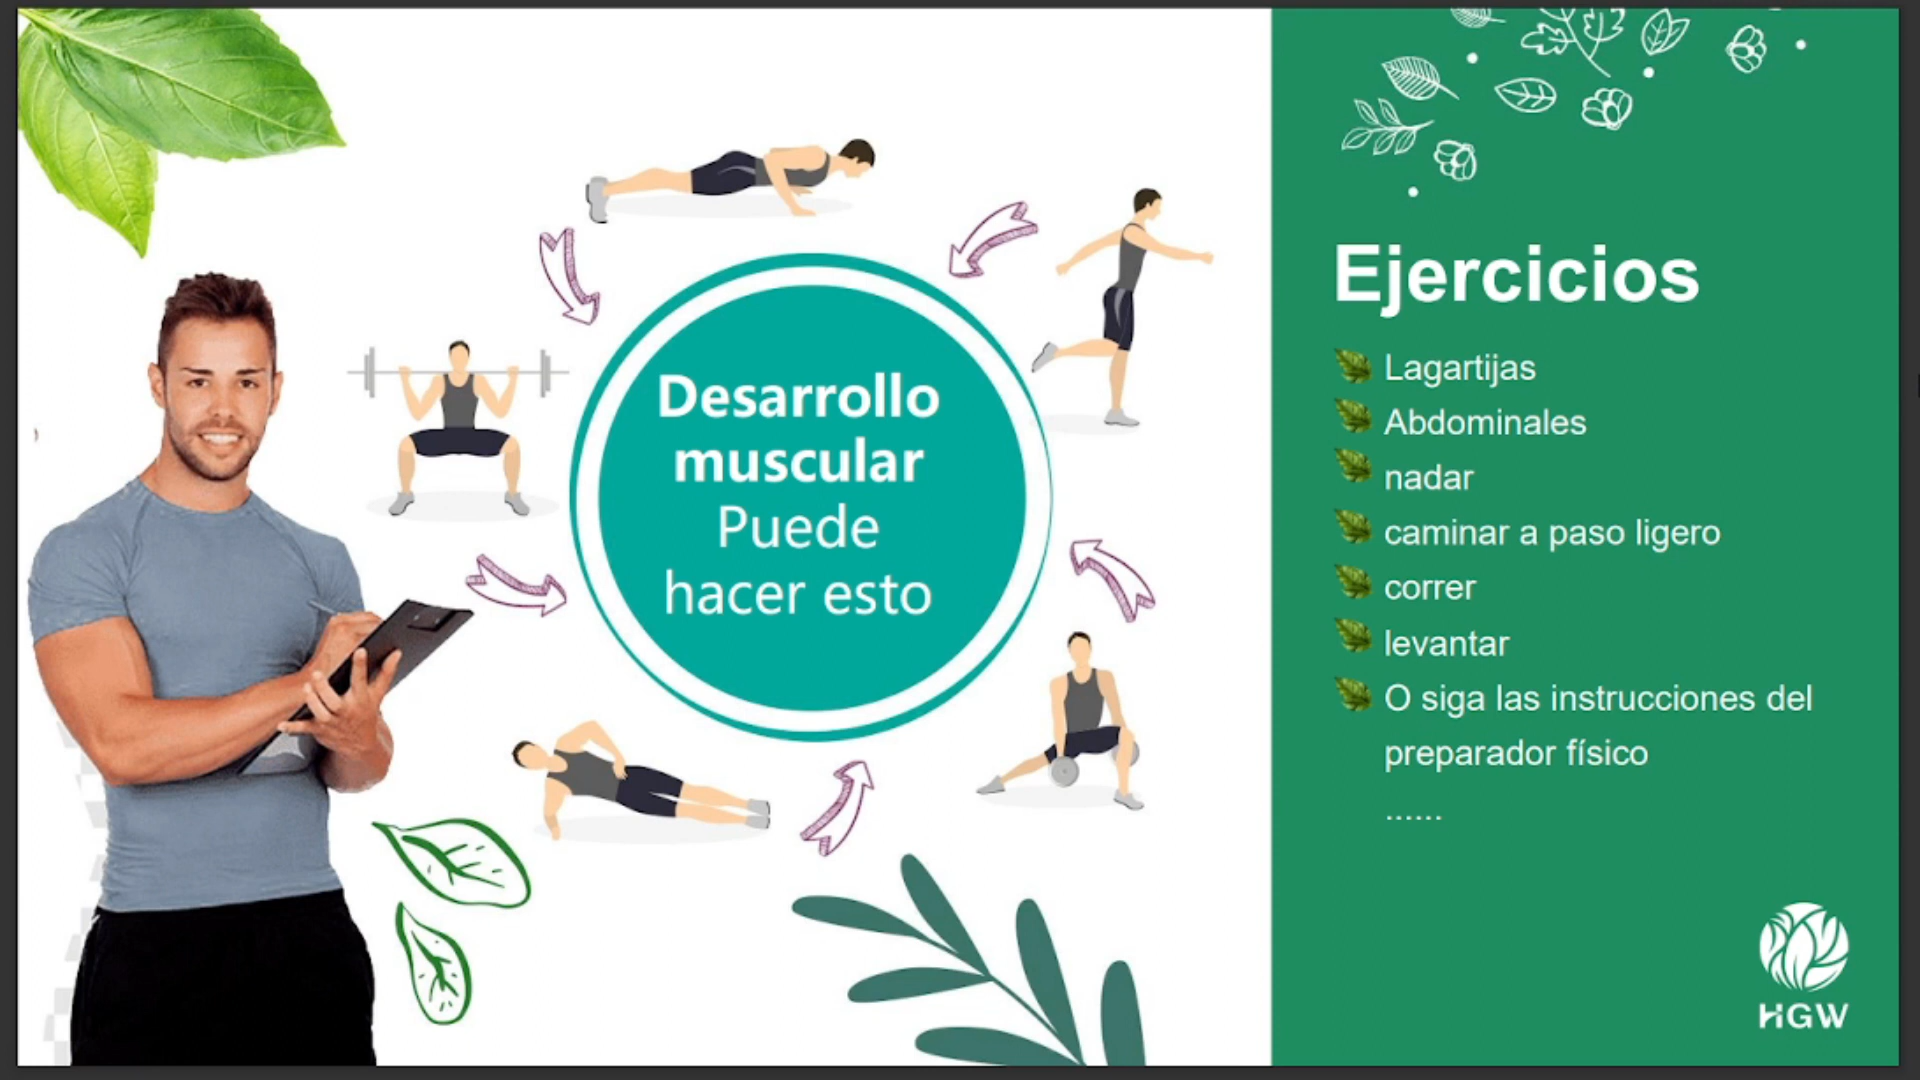 Desarrollo
muscular
Puede
hacer esto
Ejercicios
Lagartijas
Abdominales
nadar
caminar a paso ligero
correr
levantar
O siga las instrucciones del
preparador físico
......
HGW